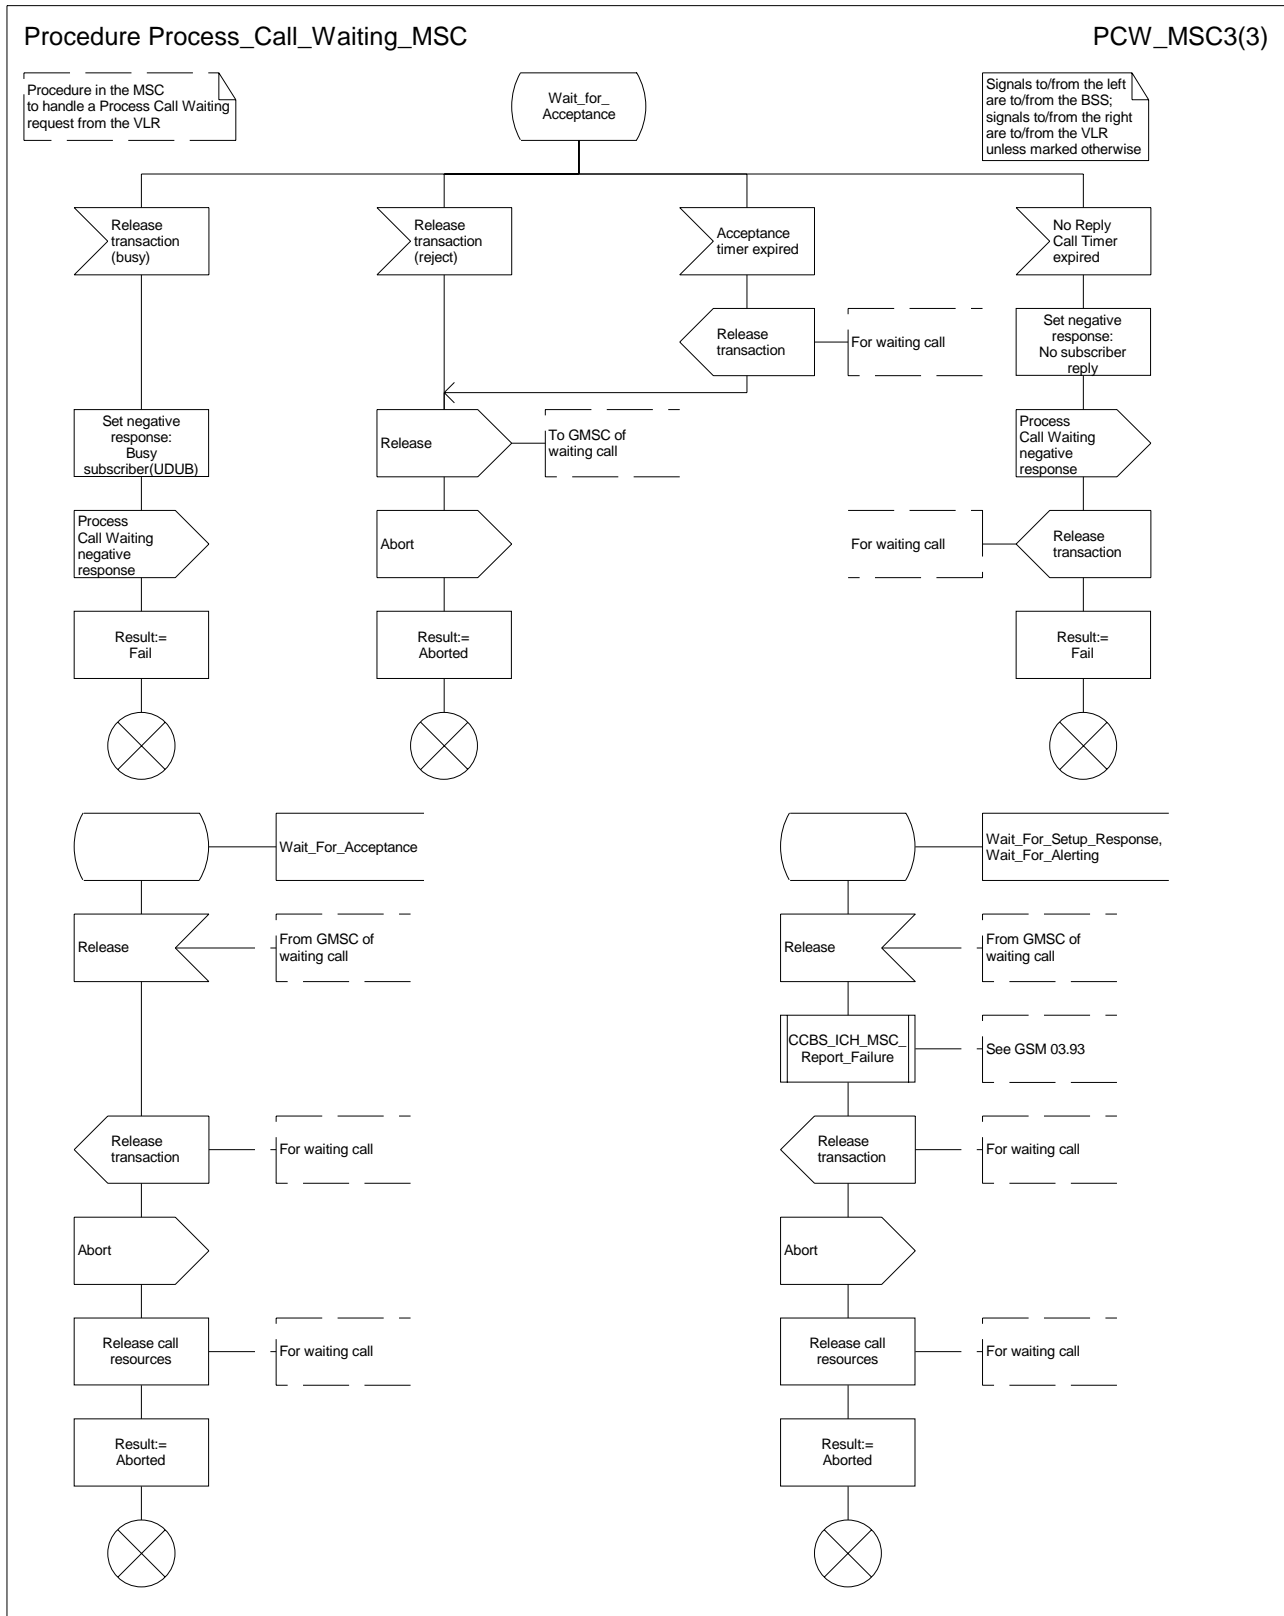 Procedure Process_Call_Waiting_MSC
PCW_MSC3(3)
Procedure in the MSC
to handle a Process Call Waiting
request from the VLR
Wait_for_
Acceptance
Signals to/from the left
are to/from the BSS;
signals to/from the right
are to/from the VLR
unless marked otherwise
Release
transaction
(busy)
Release
transaction
(reject)
Acceptance
timer expired
No Reply
Call Timer
expired
Release
transaction
For waiting call
Set negative
response:
No subscriber
reply
Set negative
response:
Busy
subscriber(UDUB)
Release
To GMSC of
waiting call
Process
Call Waiting
negative
response
Process
Call Waiting
negative
response
Abort
For waiting call
Release
transaction
Result:=
Fail
Result:=
Aborted
Result:=
Fail
Wait_For_Acceptance
Wait_For_Setup_Response,
Wait_For_Alerting
Release
From GMSC of
waiting call
Release
From GMSC of
waiting call
CCBS_ICH_MSC_
Report_Failure
See GSM 03.93
Release
transaction
For waiting call
Release
transaction
For waiting call
Abort
Abort
Release call
resources
For waiting call
Release call
resources
For waiting call
Result:=
Aborted
Result:=
Aborted